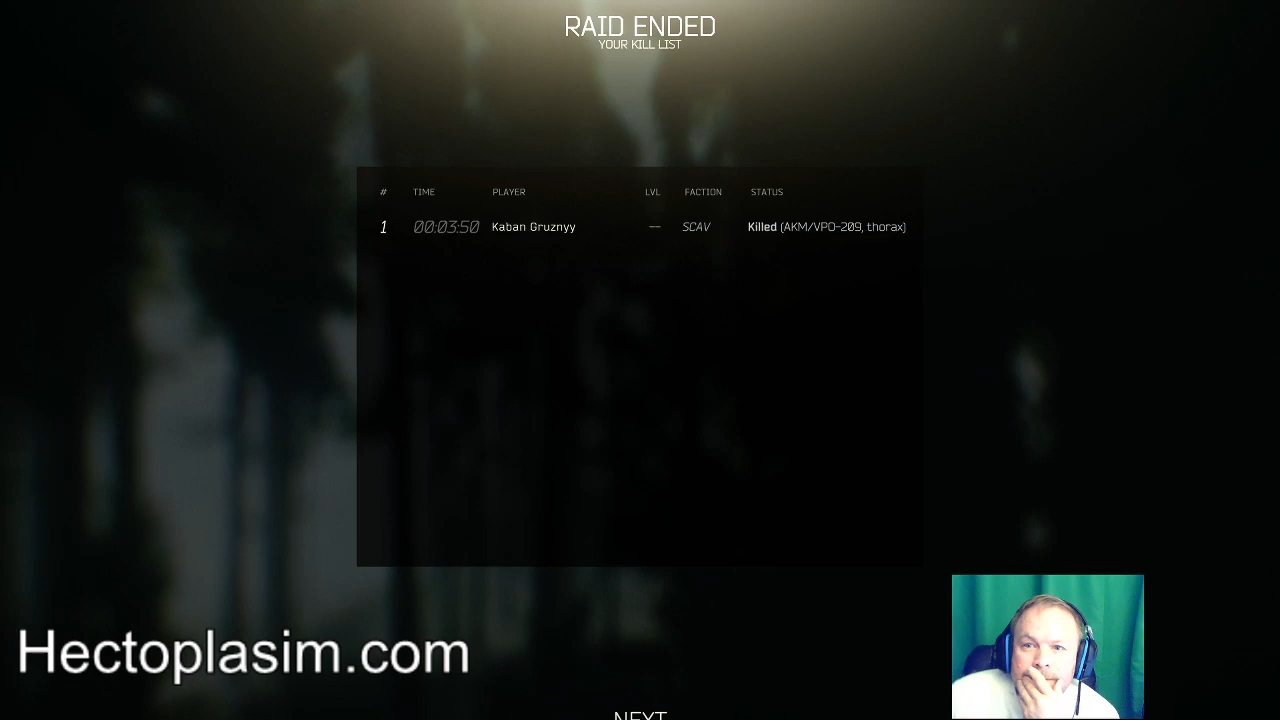 RAID ENDED
YOUR KILL LIST
# TIME PLAYER LVL FACTION STATUS
1 00:03:50 Kaban Gruznyy -- SCAV Killed (AKM/VPO-209, thorax)
Hectoplasim.com
NEXT